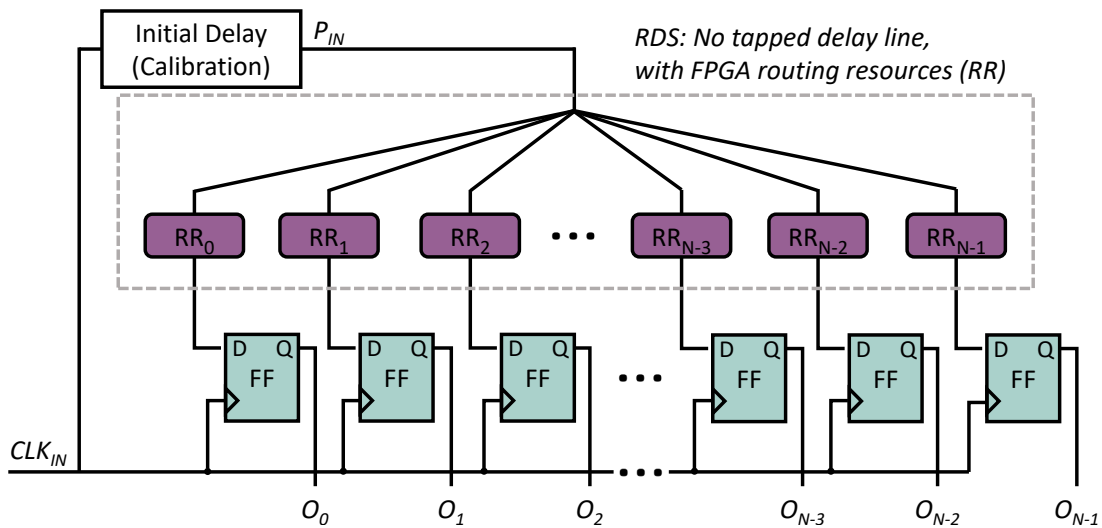 Initial Delay
(Calibration)
P_IN
RDS: No tapped delay line,
with FPGA routing resources (RR)
RR_0 RR_1 RR_2 ... RR_N-3 RR_N-2 RR_N-1
D Q D Q D Q D Q D Q D Q
FF FF FF ... FF FF FF
CLK_IN ...
O_0 O_1 O_2 O_N-3 O_N-2 O_N-1